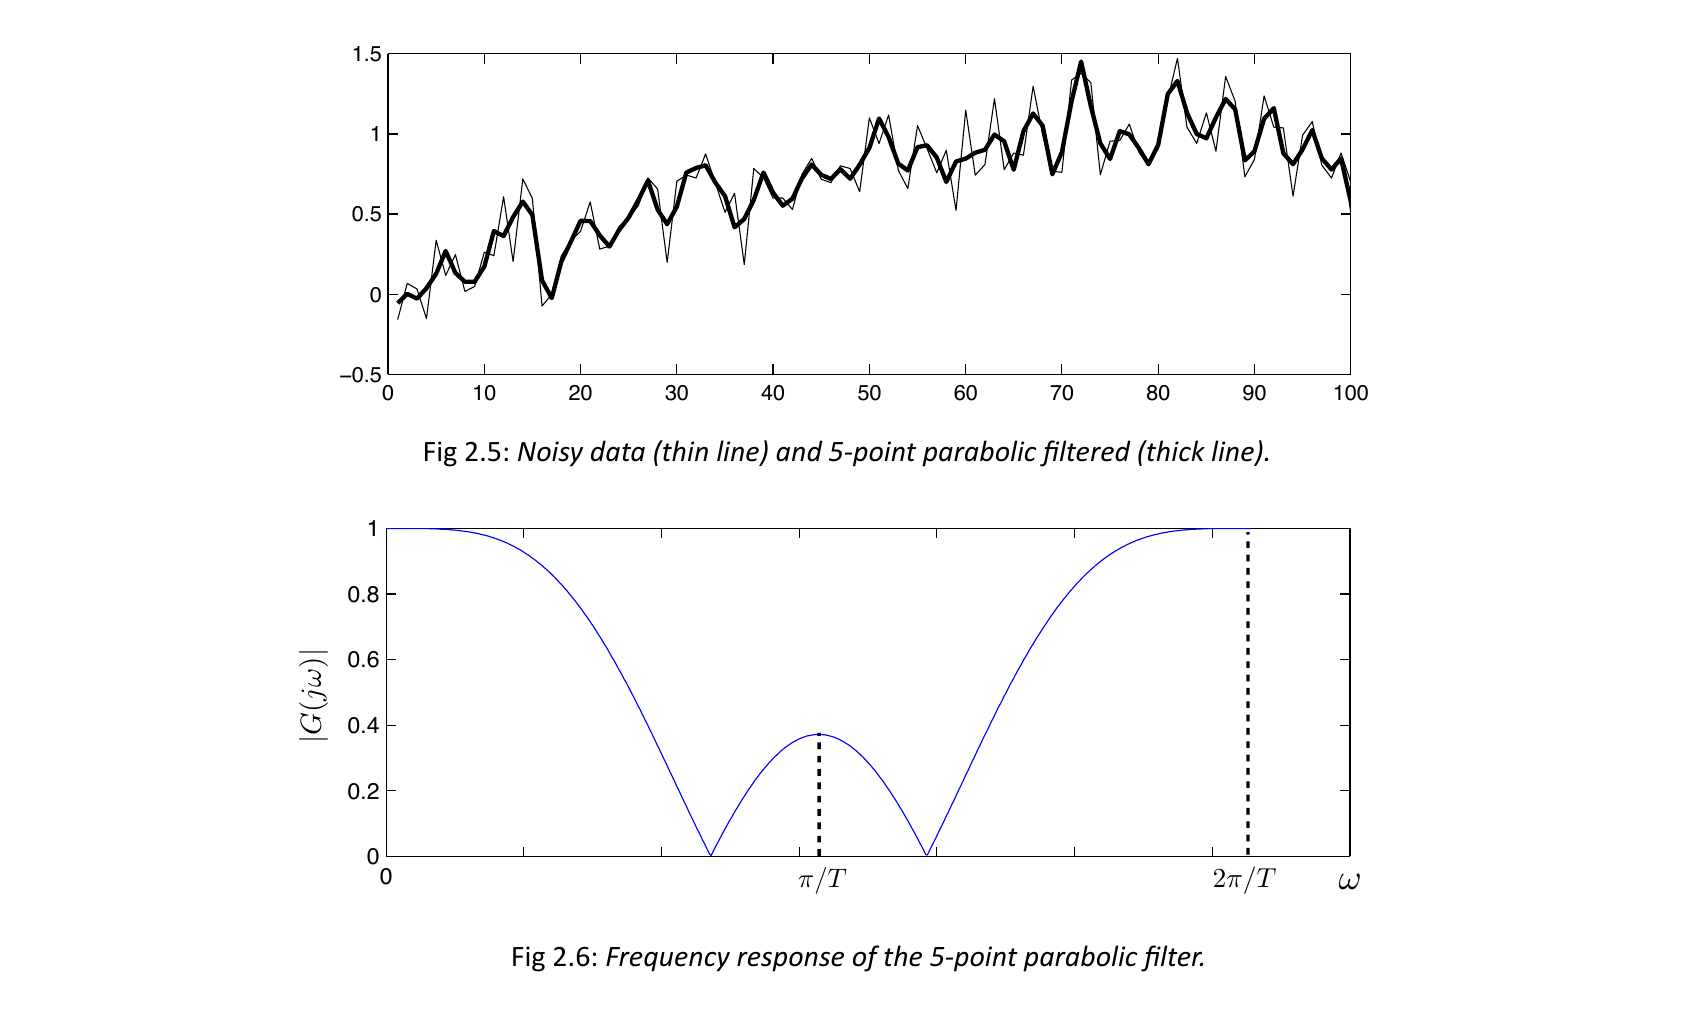 1.5
1
0.5
0
−0.5
0 10 20 30 40 50 60 70 80 90 100
Fig 2.5: Noisy data (thin line) and 5-point parabolic filtered (thick line).
1
0.8
0.6
0.4
0.2
0
|G(jω)|
0 π/T 2π/T ω
Fig 2.6: Frequency response of the 5-point parabolic filter.